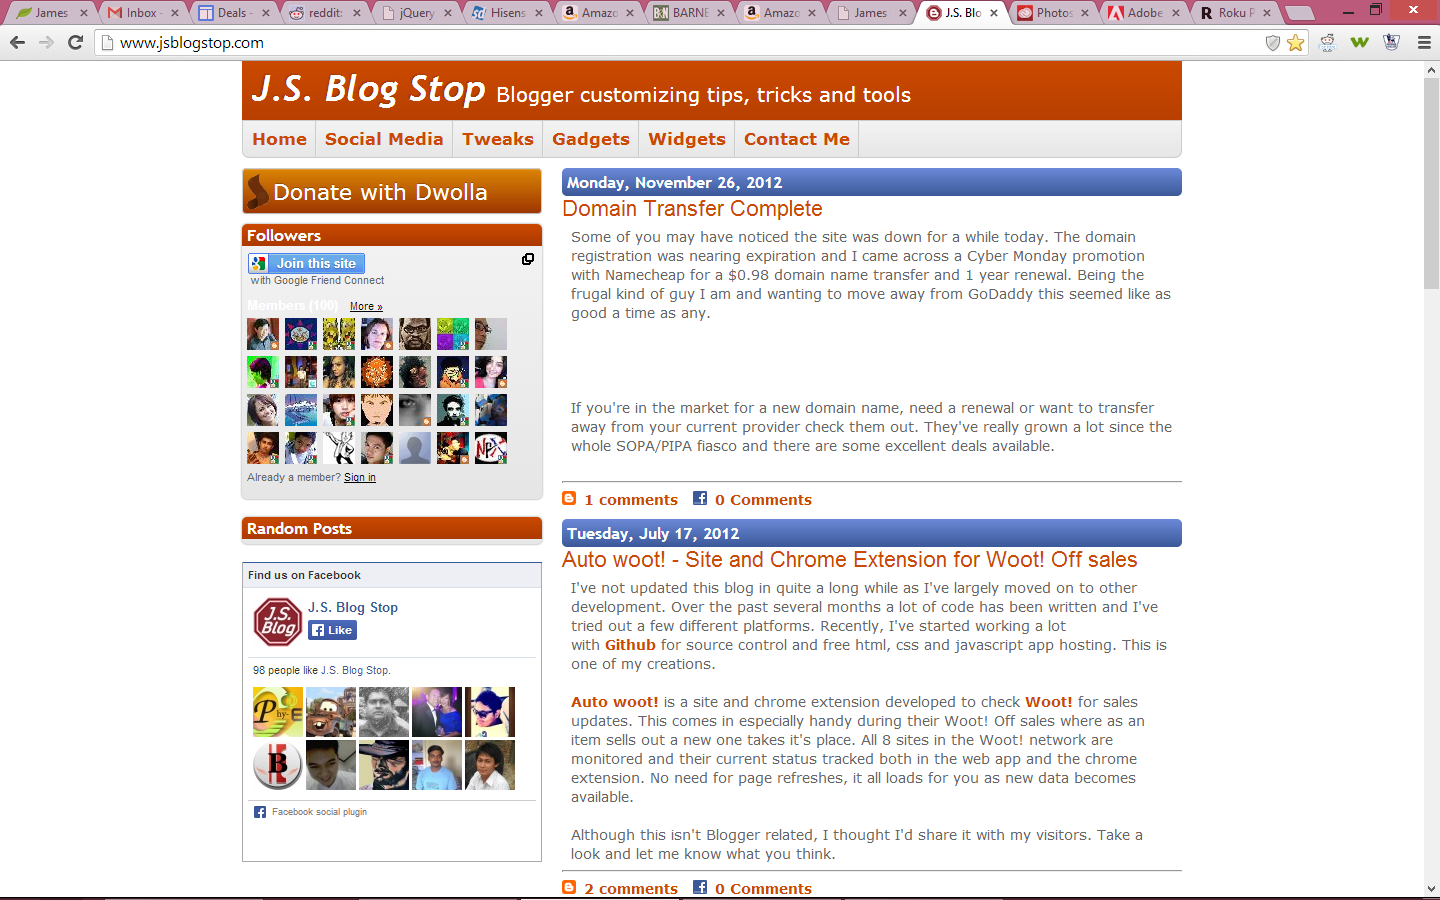 James
Inbox -
Deals -
reddit:
jQuery
Hisens
Amazo
BARNE
Amazo
James
J.S. Blo
Photos
Adobe
Roku P
www.jsblogstop.com
J.S. Blog Stop Blogger customizing tips, tricks and tools
Home Social Media Tweaks Gadgets Widgets Contact Me
Donate with Dwolla
Followers
Join this site
with Google Friend Connect
Members (100) More »
Already a member? Sign in
Random Posts
Find us on Facebook
J.S. Blog
J.S. Blog Stop
Like
98 people like J.S. Blog Stop.
Phy-E
B
Facebook social plugin
Monday, November 26, 2012
Domain Transfer Complete
Some of you may have noticed the site was down for a while today. The domain
registration was nearing expiration and I came across a Cyber Monday promotion
with Namecheap for a $0.98 domain name transfer and 1 year renewal. Being the
frugal kind of guy I am and wanting to move away from GoDaddy this seemed like as
good a time as any.
If you're in the market for a new domain name, need a renewal or want to transfer
away from your current provider check them out. They've really grown a lot since the
whole SOPA/PIPA fiasco and there are some excellent deals available.
1 comments 0 Comments
Tuesday, July 17, 2012
Auto woot! - Site and Chrome Extension for Woot! Off sales
I've not updated this blog in quite a long while as I've largely moved on to other
development. Over the past several months a lot of code has been written and I've
tried out a few different platforms. Recently, I've started working a lot
with Github for source control and free html, css and javascript app hosting. This is
one of my creations.
Auto woot! is a site and chrome extension developed to check Woot! for sales
updates. This comes in especially handy during their Woot! Off sales where as an
item sells out a new one takes it's place. All 8 sites in the Woot! network are
monitored and their current status tracked both in the web app and the chrome
extension. No need for page refreshes, it all loads for you as new data becomes
available.
Although this isn't Blogger related, I thought I'd share it with my visitors. Take a
look and let me know what you think.
2 comments 0 Comments